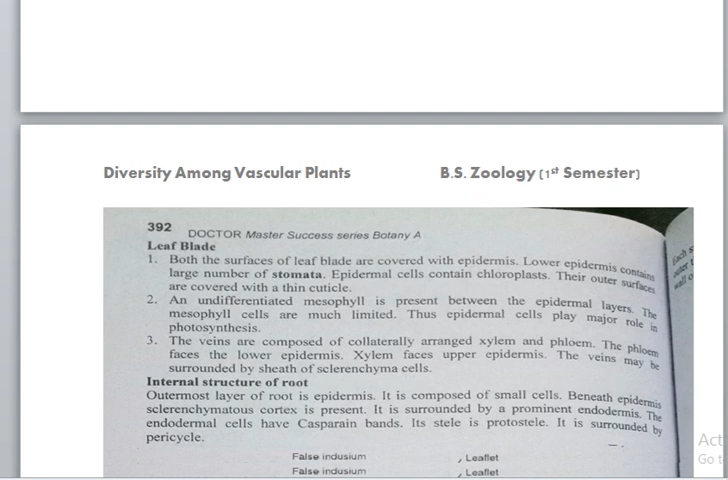 Diversity Among Vascular Plants B.S. Zoology (1st Semester)
392 DOCTOR Master Success series Botany A
Leaf Blade
1. Both the surfaces of leaf blade are covered with epidermis. Lower epidermis contains
large number of stomata. Epidermal cells contain chloroplasts. Their outer surfaces
are covered with a thin cuticle.
2. An undifferentiated mesophyll is present between the epidermal layers. The
mesophyll cells are much limited. Thus epidermal cells play major role in
photosynthesis.
3. The veins are composed of collaterally arranged xylem and phloem. The phloem
faces the lower epidermis. Xylem faces upper epidermis. The veins may be
surrounded by sheath of sclerenchyma cells.
Internal structure of root
Outermost layer of root is epidermis. It is composed of small cells. Beneath epidermis
sclerenchymatous cortex is present. It is surrounded by a prominent endodermis. The
endodermal cells have Casparain bands. Its stele is protostele. It is surrounded by
pericycle.
False indusium , Leaflet
False indusium , Leaflet
Each s
outer
wall o
Act
Go t